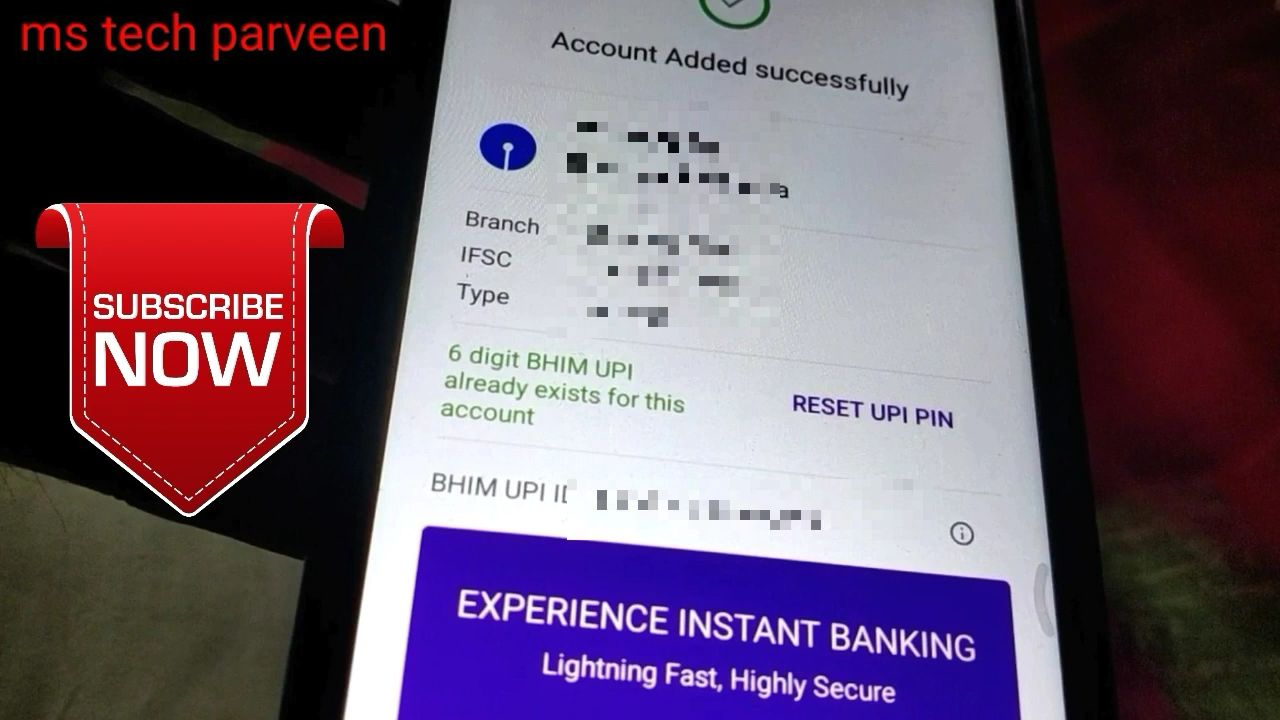 ms tech parveen
Account Added successfully
Branch
IFSC
Type
6 digit BHIM UPI
already exists for this
account
RESET UPI PIN
BHIM UPI
SUBSCRIBE
NOW
EXPERIENCE INSTANT BANKING
Lightning Fast, Highly Secure